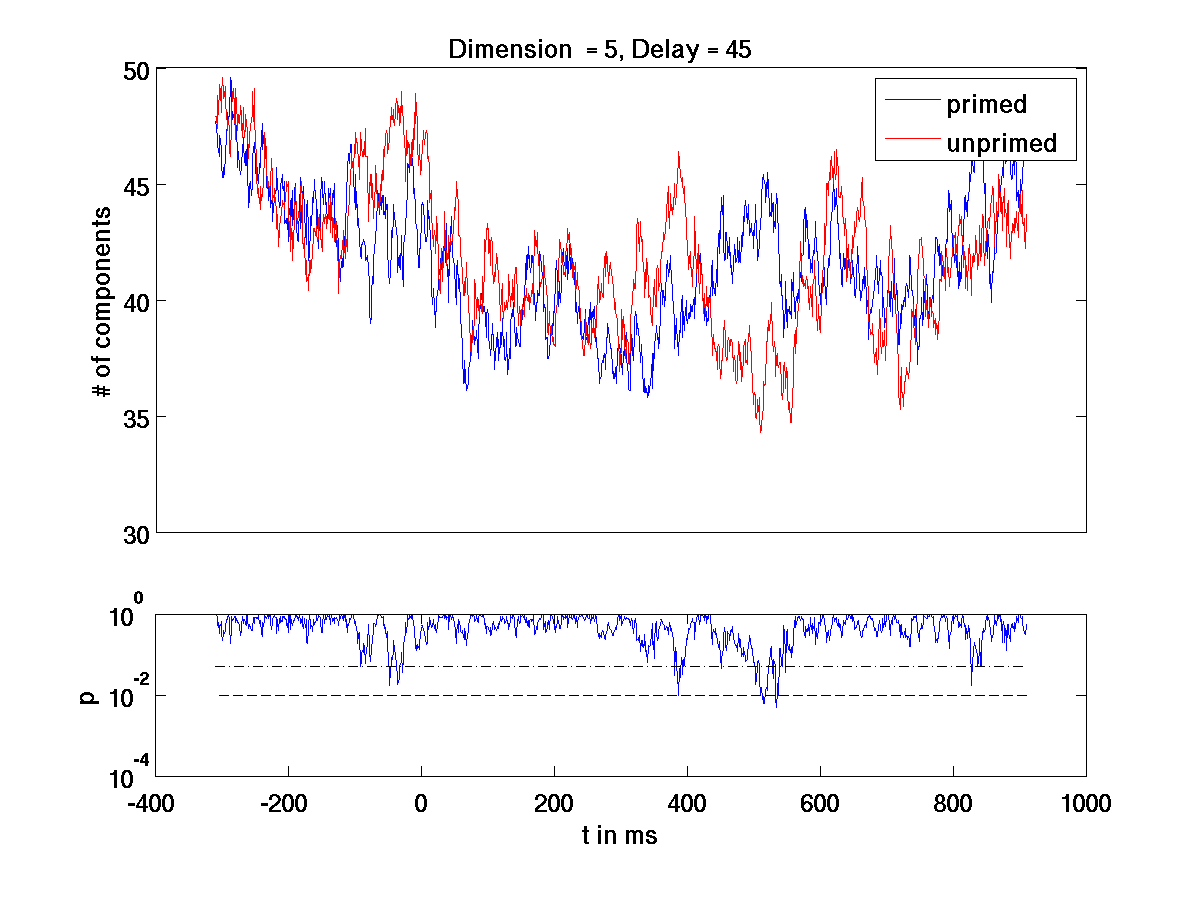 Dimension  = 5, Delay = 45
50
45
40
35
30
# of components
primed
unprimed
10^0
10^-2
10^-4
p
-400 -200 0 200 400 600 800 1000
t in ms